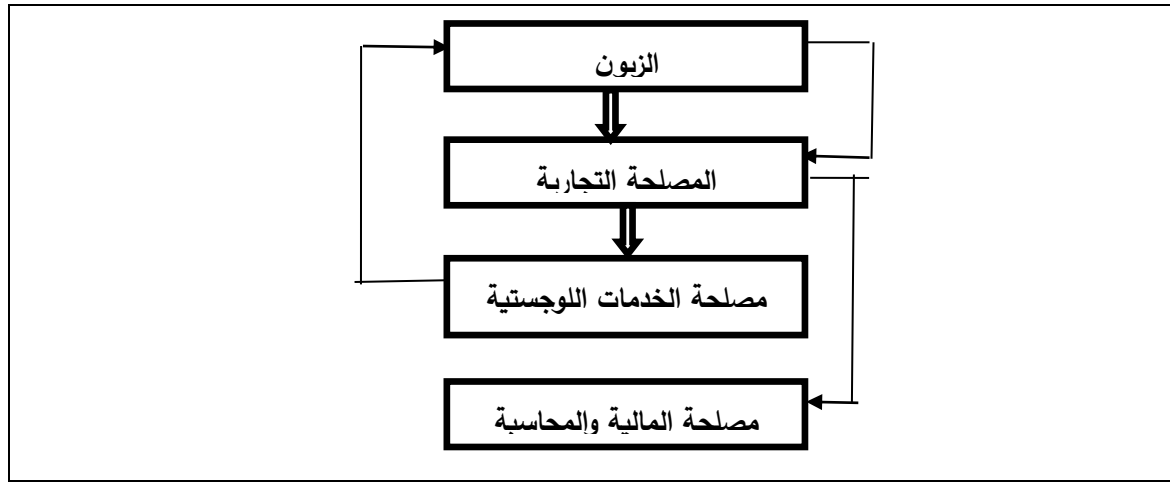 الزبون
المصلحة التجارية
مصلحة الخدمات اللوجستية
مصلحة المالية والمحاسبة